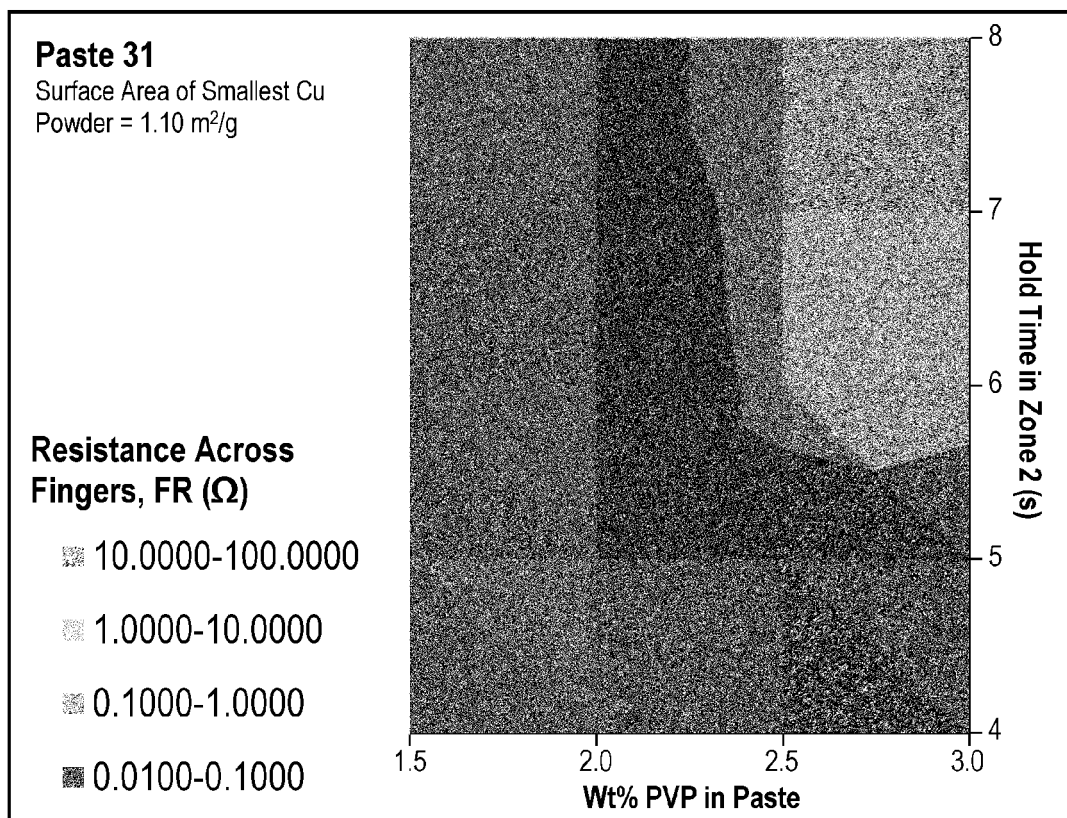 Paste 31
Surface Area of Smallest Cu
Powder = 1.10 m²/g
Resistance Across
Fingers, FR (Ω)
10.0000-100.0000
1.0000-10.0000
0.1000-1.0000
0.0100-0.1000
8
7
6
5
4
Hold Time in Zone 2 (s)
1.5
2.0
2.5
3.0
Wt% PVP in Paste